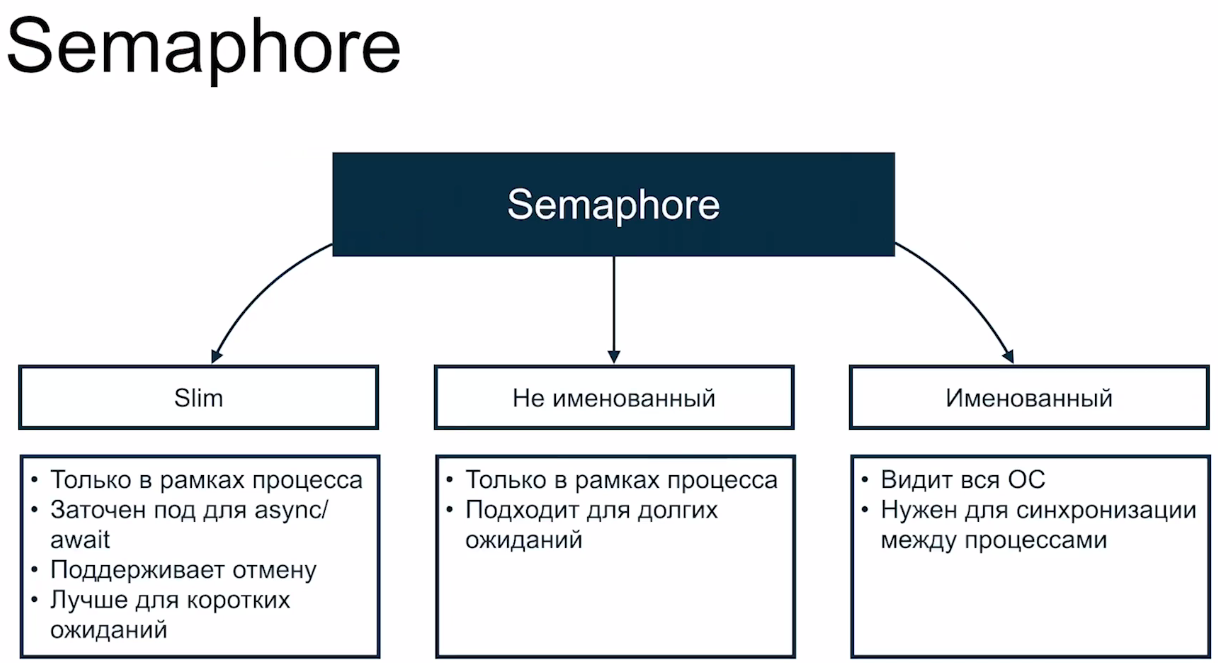 Semaphore
Semaphore
Slim
Не именованный
Именованный
• Только в рамках процесса
• Заточен под для async/
await
• Поддерживает отмену
• Лучше для коротких
ожиданий
• Только в рамках процесса
• Подходит для долгих
ожиданий
• Видит вся ОС
• Нужен для синхронизации
между процессами